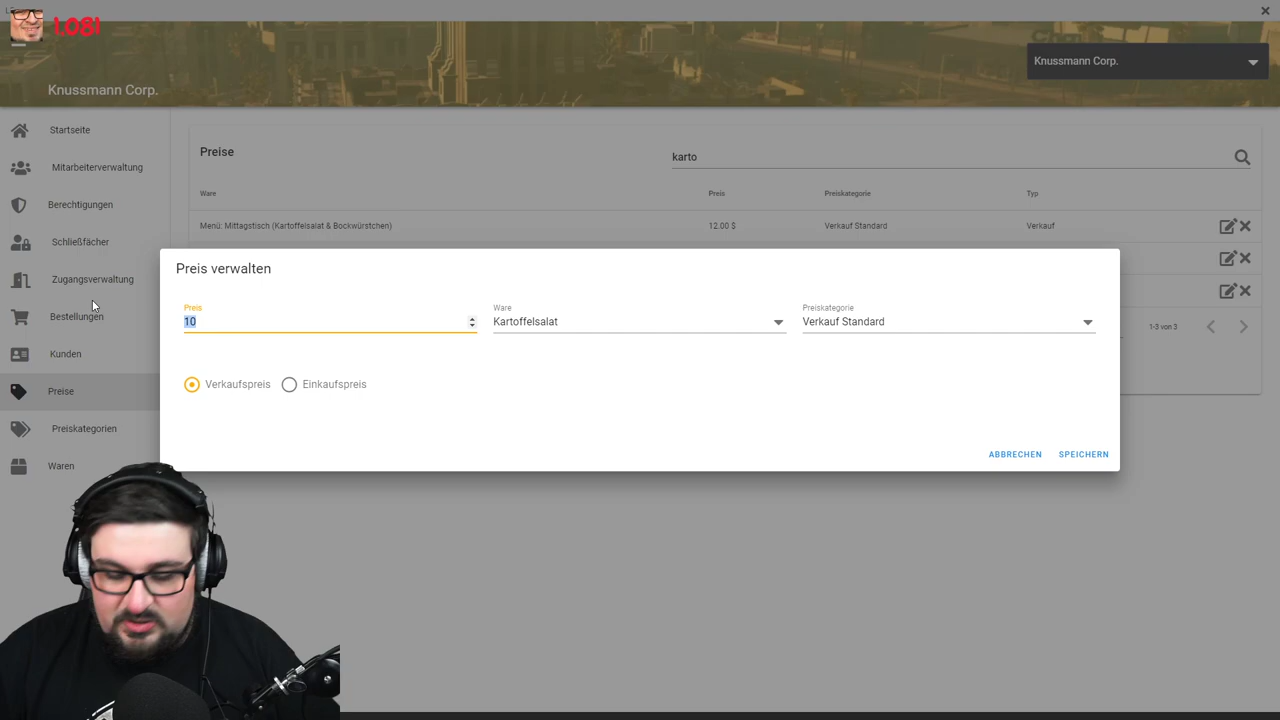 1.081
Knussmann Corp.
Knussmann Corp.
Startseite
Mitarbeiterverwaltung
Berechtigungen
Schließfächer
Zugangsverwaltung
Bestellungen
Kunden
Preise
Preiskategorien
Waren
Preise
karto
Ware Preis Preiskategorie Typ
Menü: Mittagstisch (Kartoffelsalat & Bockwürstchen) 12.00 $ Verkauf Standard Verkauf
1-3 von 3
Preis verwalten
Preis Ware Preiskategorie
10 Kartoffelsalat Verkauf Standard
Verkaufspreis Einkaufspreis
ABBRECHEN SPEICHERN